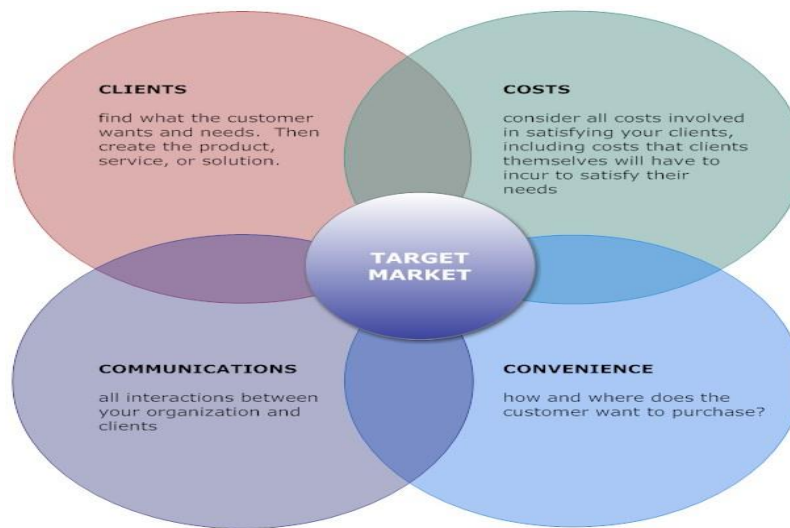 CLIENTS
find what the customer
wants and needs.  Then
create the product,
service, or solution.
COSTS
consider all costs involved
in satisfying your clients,
including costs that clients
themselves will have to
incur to satisfy their
needs
TARGET
MARKET
COMMUNICATIONS
all interactions between
your organization and
clients
CONVENIENCE
how and where does the
customer want to purchase?